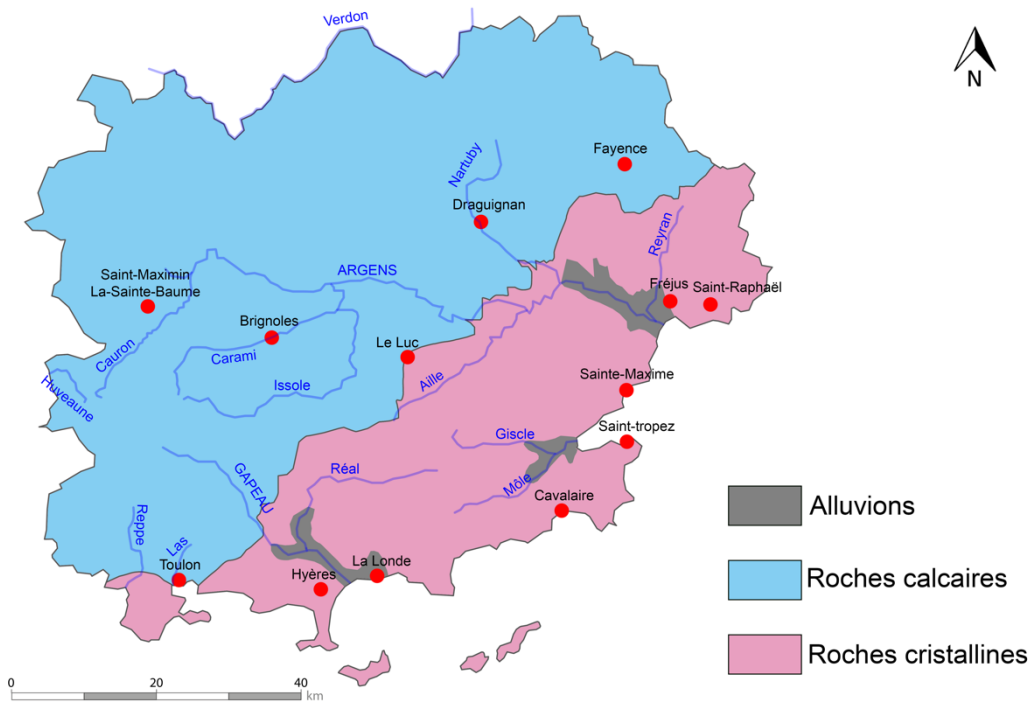 Verdon
N
Nartuby
Fayence
Draguignan
Reyran
ARGENS
Saint-Maximin
La-Sainte-Baume
Fréjus
Saint-Raphaël
Brignoles
Cauron
Carami
Le Luc
Aille
Issole
Huveaune
Sainte-Maxime
Saint-tropez
Giscle
GAPEAU
Réal
Môle
Cavalaire
Reppe
Las
Toulon
Hyères
La Londe
Alluvions
Roches calcaires
Roches cristallines
0
20
40
km